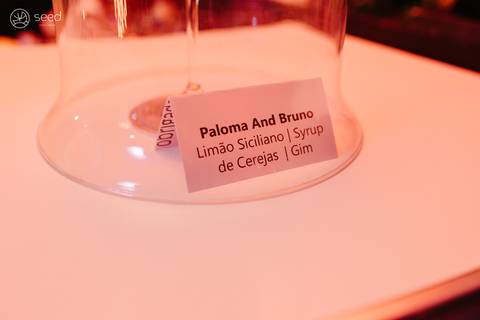 seed
Paloma And Bruno
Limão Siciliano | Syrup
de Cerejas | Gim